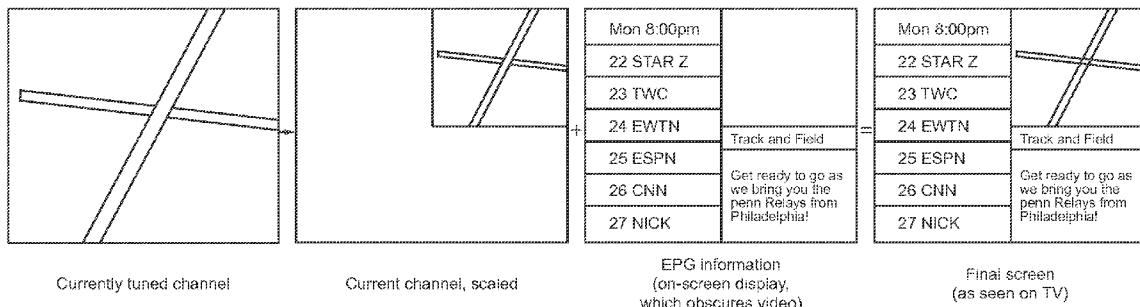 Mon 8:00pm
22 STAR Z
23 TWC
24 EWTN
25 ESPN
26 CNN
27 NICK
Track and Field
Get ready to go as
we bring you the
penn Relays from
Philadelphia!
Mon 8:00pm
22 STAR Z
23 TWC
24 EWTN
25 ESPN
26 CNN
27 NICK
Track and Field
Get ready to go as
we bring you the
penn Relays from
Philadelphia!
+
=
Currently tuned channel
Current channel, scaled
EPG information
(on-screen display,
which obscures video)
Final screen
(as seen on TV)